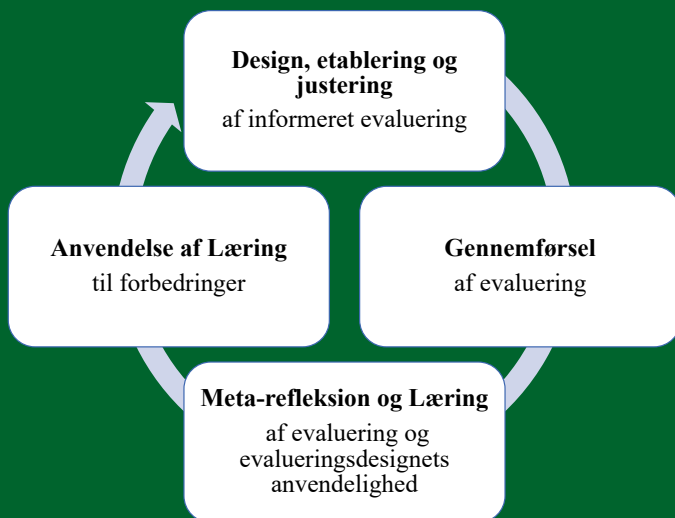 Design, etablering og
justering
af informeret evaluering
Gennemførsel
af evaluering
Meta-refleksion og Læring
af evaluering og
evalueringsdesignets
anvendelighed
Anvendelse af Læring
til forbedringer